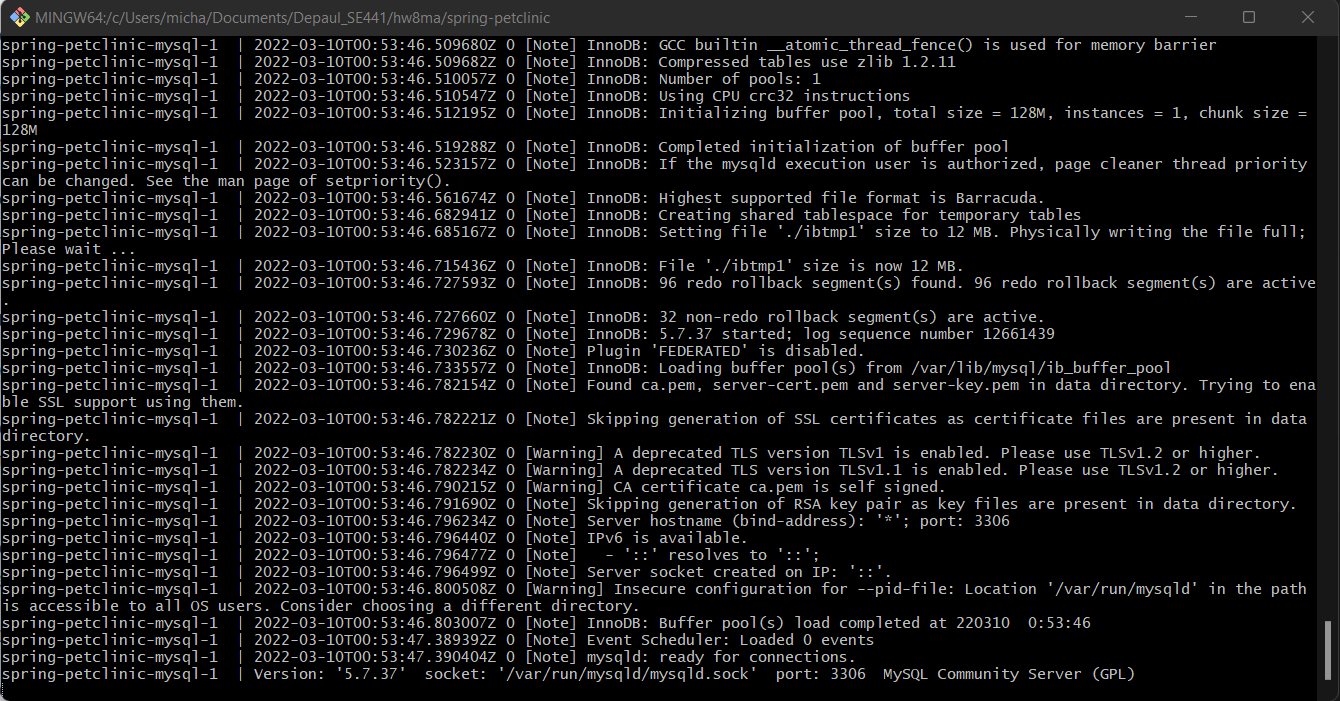 MINGW64:/c/Users/micha/Documents/Depaul_SE441/hw8ma/spring-petclinic
spring-petclinic-mysql-1  | 2022-03-10T00:53:46.509680Z 0 [Note] InnoDB: GCC builtin __atomic_thread_fence() is used for memory barrier
spring-petclinic-mysql-1  | 2022-03-10T00:53:46.509682Z 0 [Note] InnoDB: Compressed tables use zlib 1.2.11
spring-petclinic-mysql-1  | 2022-03-10T00:53:46.510057Z 0 [Note] InnoDB: Number of pools: 1
spring-petclinic-mysql-1  | 2022-03-10T00:53:46.510547Z 0 [Note] InnoDB: Using CPU crc32 instructions
spring-petclinic-mysql-1  | 2022-03-10T00:53:46.512195Z 0 [Note] InnoDB: Initializing buffer pool, total size = 128M, instances = 1, chunk size =
128M
spring-petclinic-mysql-1  | 2022-03-10T00:53:46.519288Z 0 [Note] InnoDB: Completed initialization of buffer pool
spring-petclinic-mysql-1  | 2022-03-10T00:53:46.523157Z 0 [Note] InnoDB: If the mysqld execution user is authorized, page cleaner thread priority
can be changed. See the man page of setpriority().
spring-petclinic-mysql-1  | 2022-03-10T00:53:46.561674Z 0 [Note] InnoDB: Highest supported file format is Barracuda.
spring-petclinic-mysql-1  | 2022-03-10T00:53:46.682941Z 0 [Note] InnoDB: Creating shared tablespace for temporary tables
spring-petclinic-mysql-1  | 2022-03-10T00:53:46.685167Z 0 [Note] InnoDB: Setting file './ibtmp1' size to 12 MB. Physically writing the file full;
Please wait ...
spring-petclinic-mysql-1  | 2022-03-10T00:53:46.715436Z 0 [Note] InnoDB: File './ibtmp1' size is now 12 MB.
spring-petclinic-mysql-1  | 2022-03-10T00:53:46.727593Z 0 [Note] InnoDB: 96 redo rollback segment(s) found. 96 redo rollback segment(s) are active
.
spring-petclinic-mysql-1  | 2022-03-10T00:53:46.727660Z 0 [Note] InnoDB: 32 non-redo rollback segment(s) are active.
spring-petclinic-mysql-1  | 2022-03-10T00:53:46.729678Z 0 [Note] InnoDB: 5.7.37 started; log sequence number 12661439
spring-petclinic-mysql-1  | 2022-03-10T00:53:46.730236Z 0 [Note] Plugin 'FEDERATED' is disabled.
spring-petclinic-mysql-1  | 2022-03-10T00:53:46.733557Z 0 [Note] InnoDB: Loading buffer pool(s) from /var/lib/mysql/ib_buffer_pool
spring-petclinic-mysql-1  | 2022-03-10T00:53:46.782154Z 0 [Note] Found ca.pem, server-cert.pem and server-key.pem in data directory. Trying to ena
ble SSL support using them.
spring-petclinic-mysql-1  | 2022-03-10T00:53:46.782221Z 0 [Note] Skipping generation of SSL certificates as certificate files are present in data
directory.
spring-petclinic-mysql-1  | 2022-03-10T00:53:46.782230Z 0 [Warning] A deprecated TLS version TLSv1 is enabled. Please use TLSv1.2 or higher.
spring-petclinic-mysql-1  | 2022-03-10T00:53:46.782234Z 0 [Warning] A deprecated TLS version TLSv1.1 is enabled. Please use TLSv1.2 or higher.
spring-petclinic-mysql-1  | 2022-03-10T00:53:46.790215Z 0 [Warning] CA certificate ca.pem is self signed.
spring-petclinic-mysql-1  | 2022-03-10T00:53:46.791690Z 0 [Note] Skipping generation of RSA key pair as key files are present in data directory.
spring-petclinic-mysql-1  | 2022-03-10T00:53:46.796234Z 0 [Note] Server hostname (bind-address): '*'; port: 3306
spring-petclinic-mysql-1  | 2022-03-10T00:53:46.796440Z 0 [Note] IPv6 is available.
spring-petclinic-mysql-1  | 2022-03-10T00:53:46.796477Z 0 [Note]   - '::' resolves to '::';
spring-petclinic-mysql-1  | 2022-03-10T00:53:46.796499Z 0 [Note] Server socket created on IP: '::'.
spring-petclinic-mysql-1  | 2022-03-10T00:53:46.800508Z 0 [Warning] Insecure configuration for --pid-file: Location '/var/run/mysqld' in the path
is accessible to all OS users. Consider choosing a different directory.
spring-petclinic-mysql-1  | 2022-03-10T00:53:46.803007Z 0 [Note] InnoDB: Buffer pool(s) load completed at 220310  0:53:46
spring-petclinic-mysql-1  | 2022-03-10T00:53:47.389392Z 0 [Note] Event Scheduler: Loaded 0 events
spring-petclinic-mysql-1  | 2022-03-10T00:53:47.390404Z 0 [Note] mysqld: ready for connections.
spring-petclinic-mysql-1  | Version: '5.7.37'  socket: '/var/run/mysqld/mysqld.sock'  port: 3306  MySQL Community Server (GPL)